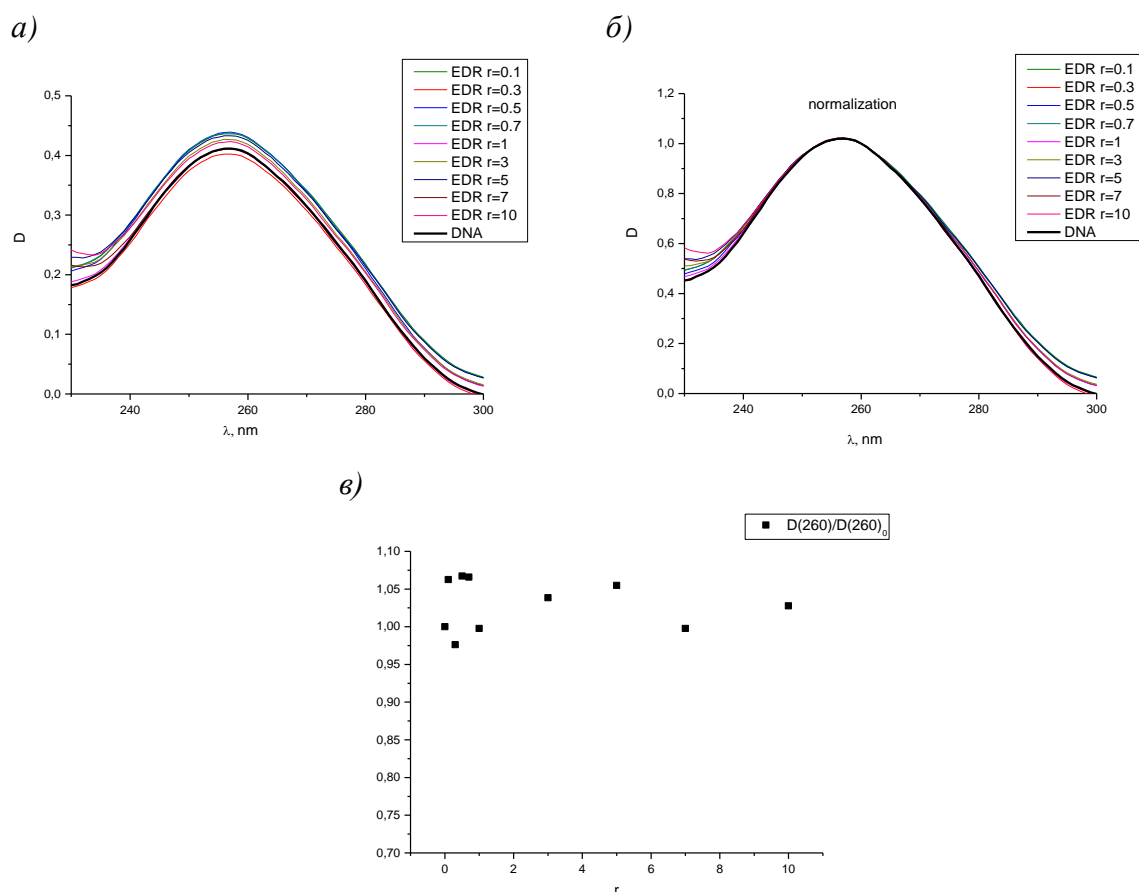 а)
EDR r=0.1
EDR r=0.3
EDR r=0.5
EDR r=0.7
EDR r=1
EDR r=3
EDR r=5
EDR r=7
EDR r=10
DNA
0,5
0,4
0,3
0,2
0,1
0,0
D
240 260 280 300
λ, nm
б)
EDR r=0.1
EDR r=0.3
EDR r=0.5
EDR r=0.7
EDR r=1
EDR r=3
EDR r=5
EDR r=7
EDR r=10
DNA
normalization
1,2
1,0
0,8
0,6
0,4
0,2
0,0
D
240 260 280 300
λ, nm
в)
D(260)/D(260)₀
1,10
1,05
1,00
0,95
0,90
0,85
0,80
0,75
0,70
0 2 4 6 8 10
r